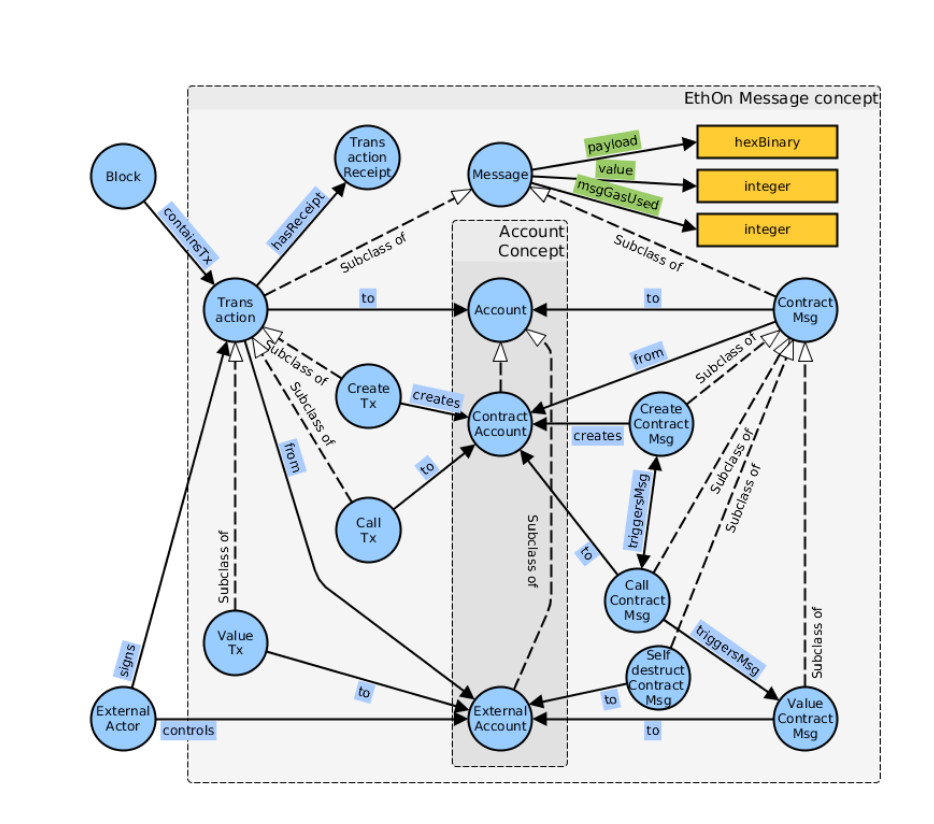 EthOn Message concept
Trans
action
Receipt
payload
hexBinary
Block
Message
value
integer
msgGasUsed
containsTx
hasReceipt
integer
Subclass of
Account
Concept
Subclass of
Trans
action
to
Account
to
Contract
Msg
Subclass of
from
Subclass of
Create
Tx
creates
Contract
Account
creates
Create
Contract
Msg
Subclass of
from
to
Subclass of
Subclass of
triggersMsg
Call
Tx
Subclass of
to
Subclass of
Call
Contract
Msg
Value
Tx
triggersMsg
Subclass of
signs
to
Self
destruct
Contract
Msg
to
External
Actor
controls
External
Account
to
Value
Contract
Msg